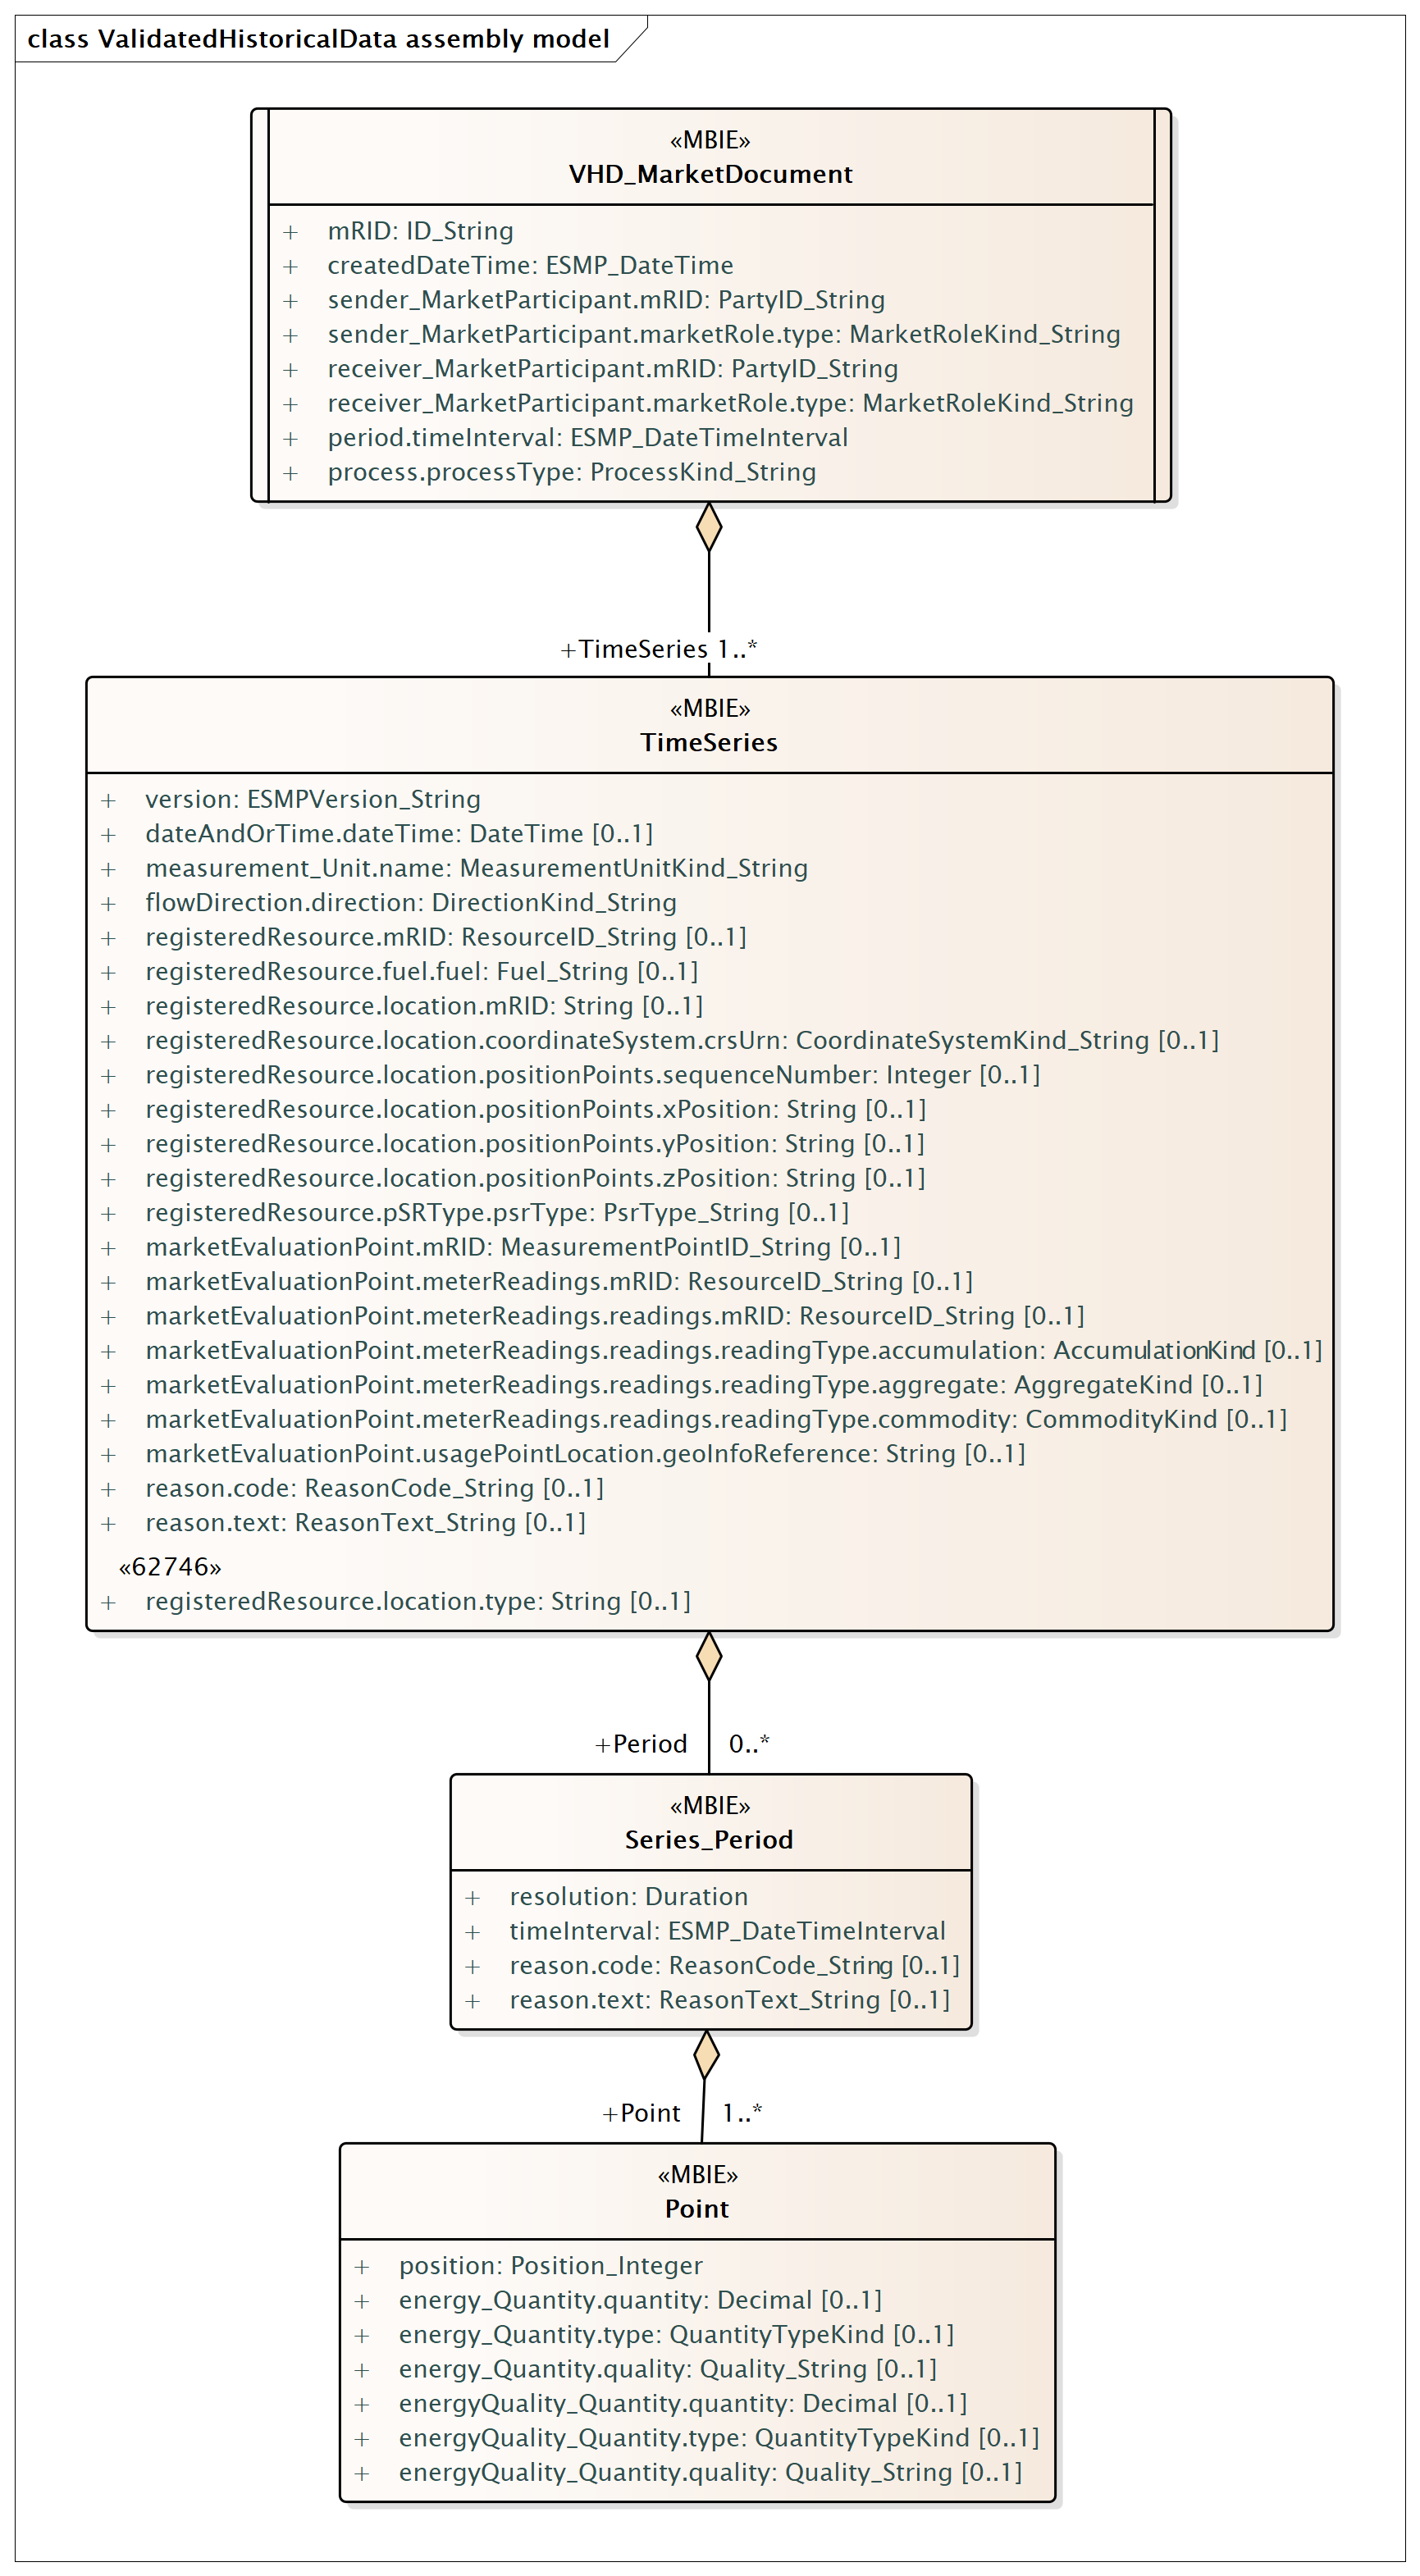 class ValidatedHistoricalData assembly model
«MBIE»
VHD_MarketDocument
+ mRID: ID_String
+ createdDateTime: ESMP_DateTime
+ sender_MarketParticipant.mRID: PartyID_String
+ sender_MarketParticipant.marketRole.type: MarketRoleKind_String
+ receiver_MarketParticipant.mRID: PartyID_String
+ receiver_MarketParticipant.marketRole.type: MarketRoleKind_String
+ period.timeInterval: ESMP_DateTimeInterval
+ process.processType: ProcessKind_String
+TimeSeries 1..*
«MBIE»
TimeSeries
+ version: ESMPVersion_String
+ dateAndOrTime.dateTime: DateTime [0..1]
+ measurement_Unit.name: MeasurementUnitKind_String
+ flowDirection.direction: DirectionKind_String
+ registeredResource.mRID: ResourceID_String [0..1]
+ registeredResource.fuel.fuel: Fuel_String [0..1]
+ registeredResource.location.mRID: String [0..1]
+ registeredResource.location.coordinateSystem.crsUrn: CoordinateSystemKind_String [0..1]
+ registeredResource.location.positionPoints.sequenceNumber: Integer [0..1]
+ registeredResource.location.positionPoints.xPosition: String [0..1]
+ registeredResource.location.positionPoints.yPosition: String [0..1]
+ registeredResource.location.positionPoints.zPosition: String [0..1]
+ registeredResource.pSRType.psrType: PsrType_String [0..1]
+ marketEvaluationPoint.mRID: MeasurementPointID_String [0..1]
+ marketEvaluationPoint.meterReadings.mRID: ResourceID_String [0..1]
+ marketEvaluationPoint.meterReadings.readings.mRID: ResourceID_String [0..1]
+ marketEvaluationPoint.meterReadings.readings.readingType.accumulation: AccumulationKind [0..1]
+ marketEvaluationPoint.meterReadings.readings.readingType.aggregate: AggregateKind [0..1]
+ marketEvaluationPoint.meterReadings.readings.readingType.commodity: CommodityKind [0..1]
+ marketEvaluationPoint.usagePointLocation.geoInfoReference: String [0..1]
+ reason.code: ReasonCode_String [0..1]
+ reason.text: ReasonText_String [0..1]
«62746»
+ registeredResource.location.type: String [0..1]
+Period 0..*
«MBIE»
Series_Period
+ resolution: Duration
+ timeInterval: ESMP_DateTimeInterval
+ reason.code: ReasonCode_String [0..1]
+ reason.text: ReasonText_String [0..1]
+Point 1..*
«MBIE»
Point
+ position: Position_Integer
+ energy_Quantity.quantity: Decimal [0..1]
+ energy_Quantity.type: QuantityTypeKind [0..1]
+ energy_Quantity.quality: Quality_String [0..1]
+ energyQuality_Quantity.quantity: Decimal [0..1]
+ energyQuality_Quantity.type: QuantityTypeKind [0..1]
+ energyQuality_Quantity.quality: Quality_String [0..1]